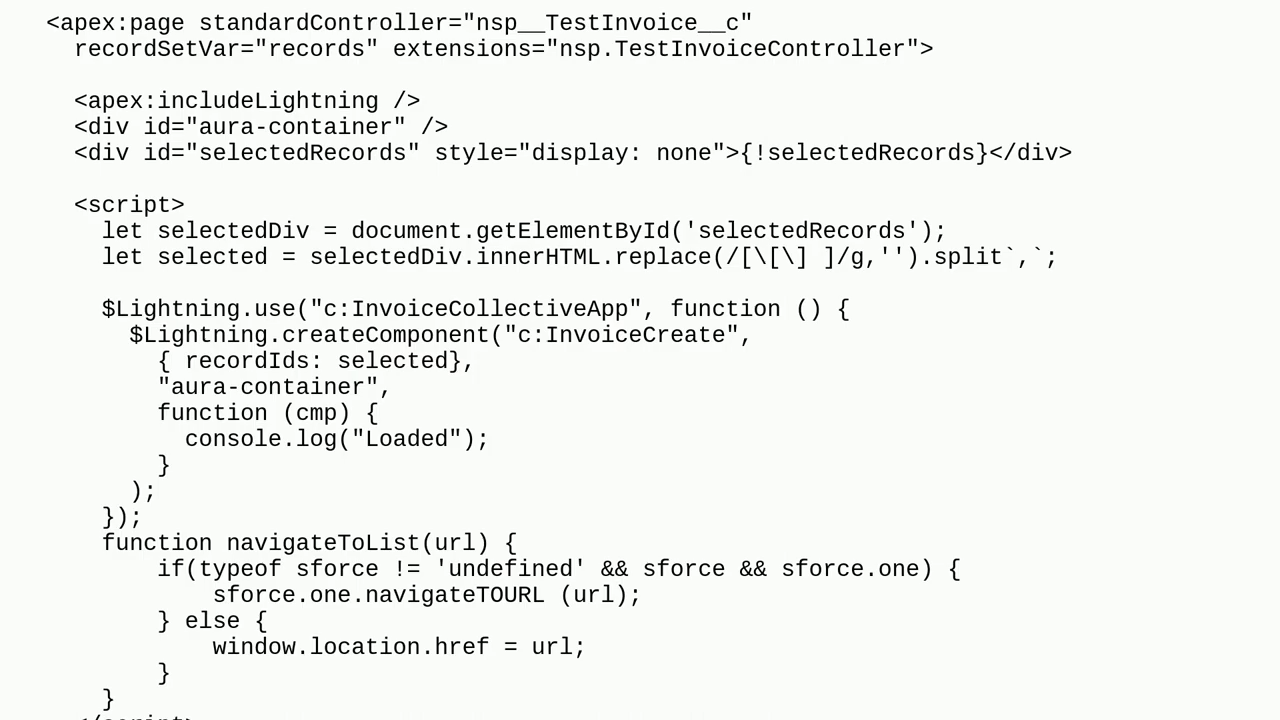 <apex:page standardController="nsp__TestInvoice__c"
recordSetVar="records" extensions="nsp.TestInvoiceController">
<apex:includeLightning />
<div id="aura-container" />
<div id="selectedRecords" style="display: none">{!selectedRecords}</div>
<script>
let selectedDiv = document.getElementById('selectedRecords');
let selected = selectedDiv.innerHTML.replace(/[\[\] ]/g,'').split`,`;
$Lightning.use("c:InvoiceCollectiveApp", function () {
$Lightning.createComponent("c:InvoiceCreate",
{ recordIds: selected},
"aura-container",
function (cmp) {
console.log("Loaded");
}
);
});
function navigateToList(url) {
if(typeof sforce != 'undefined' && sforce && sforce.one) {
sforce.one.navigateTOURL (url);
} else {
window.location.href = url;
}
}
</script>